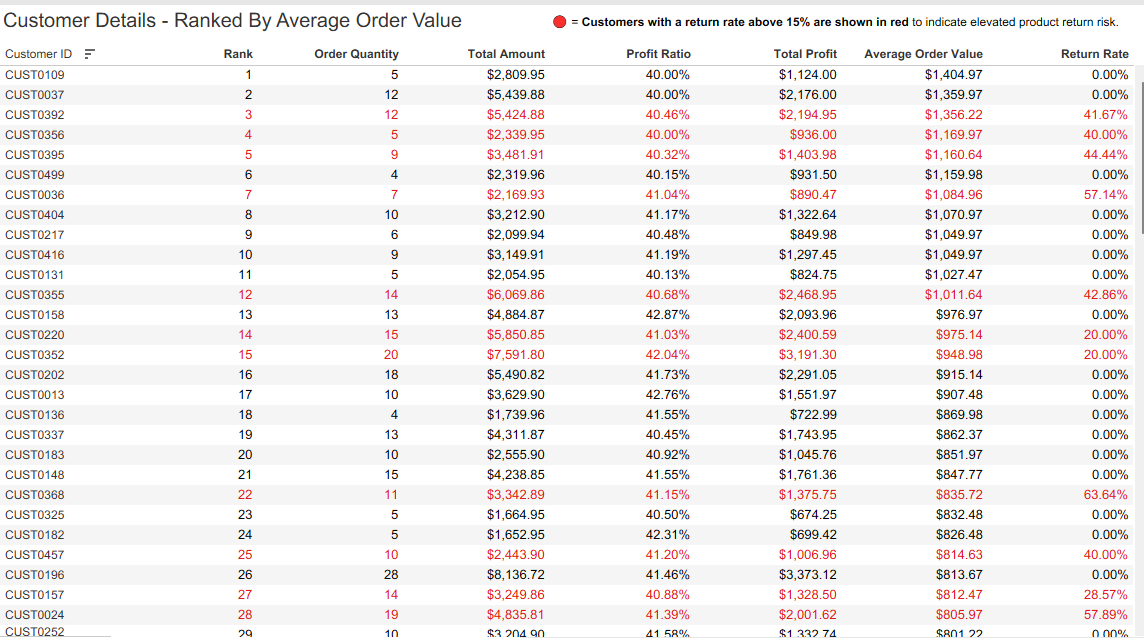 Customer Details - Ranked By Average Order Value
= Customers with a return rate above 15% are shown in red to indicate elevated product return risk.
Customer ID Rank Order Quantity Total Amount Profit Ratio Total Profit Average Order Value Return Rate
CUST0109 1 5 $2,809.95 40.00% $1,124.00 $1,404.97 0.00%
CUST0037 2 12 $5,439.88 40.00% $2,176.00 $1,359.97 0.00%
CUST0392 3 12 $5,424.88 40.46% $2,194.95 $1,356.22 41.67%
CUST0356 4 5 $2,339.95 40.00% $936.00 $1,169.97 40.00%
CUST0395 5 9 $3,481.91 40.32% $1,403.98 $1,160.64 44.44%
CUST0499 6 4 $2,319.96 40.15% $931.50 $1,159.98 0.00%
CUST0036 7 7 $2,169.93 41.04% $890.47 $1,084.96 57.14%
CUST0404 8 10 $3,212.90 41.17% $1,322.64 $1,070.97 0.00%
CUST0217 9 6 $2,099.94 40.48% $849.98 $1,049.97 0.00%
CUST0416 10 9 $3,149.91 41.19% $1,297.45 $1,049.97 0.00%
CUST0131 11 5 $2,054.95 40.13% $824.75 $1,027.47 0.00%
CUST0355 12 14 $6,069.86 40.68% $2,468.95 $1,011.64 42.86%
CUST0158 13 13 $4,884.87 42.87% $2,093.96 $976.97 0.00%
CUST0220 14 15 $5,850.85 41.03% $2,400.59 $975.14 20.00%
CUST0352 15 20 $7,591.80 42.04% $3,191.30 $948.98 20.00%
CUST0202 16 18 $5,490.82 41.73% $2,291.05 $915.14 0.00%
CUST0013 17 10 $3,629.90 42.76% $1,551.97 $907.48 0.00%
CUST0136 18 4 $1,739.96 41.55% $722.99 $869.98 0.00%
CUST0337 19 13 $4,311.87 40.45% $1,743.95 $862.37 0.00%
CUST0183 20 10 $2,555.90 40.92% $1,045.76 $851.97 0.00%
CUST0148 21 15 $4,238.85 41.55% $1,761.36 $847.77 0.00%
CUST0368 22 11 $3,342.89 41.15% $1,375.75 $835.72 63.64%
CUST0325 23 5 $1,664.95 40.50% $674.25 $832.48 0.00%
CUST0182 24 5 $1,652.95 42.31% $699.42 $826.48 0.00%
CUST0457 25 10 $2,443.90 41.20% $1,006.96 $814.63 40.00%
CUST0196 26 28 $8,136.72 41.46% $3,373.12 $813.67 0.00%
CUST0157 27 14 $3,249.86 40.88% $1,328.50 $812.47 28.57%
CUST0024 28 19 $4,835.81 41.39% $2,001.62 $805.97 57.89%
CUST0252 29 10 $3,204.90 41.58% $1,332.74 $801.22 0.00%